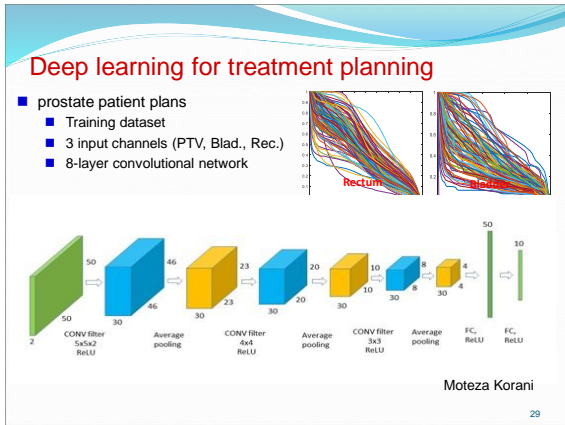 Deep learning for treatment planning
prostate patient plans
Training dataset
3 input channels (PTV, Blad., Rec.)
8-layer convolutional network
Rectum
Bladder
50
50
2
CONV filter
5x5x2
ReLU
46
46
30
Average
pooling
23
23
30
CONV filter
4x4
ReLU
20
20
30
Average
pooling
10
10
30
CONV filter
3x3
ReLU
8
8
30
Average
pooling
4
4
30
FC,
ReLU
50
FC,
ReLU
10
Moteza Korani
29